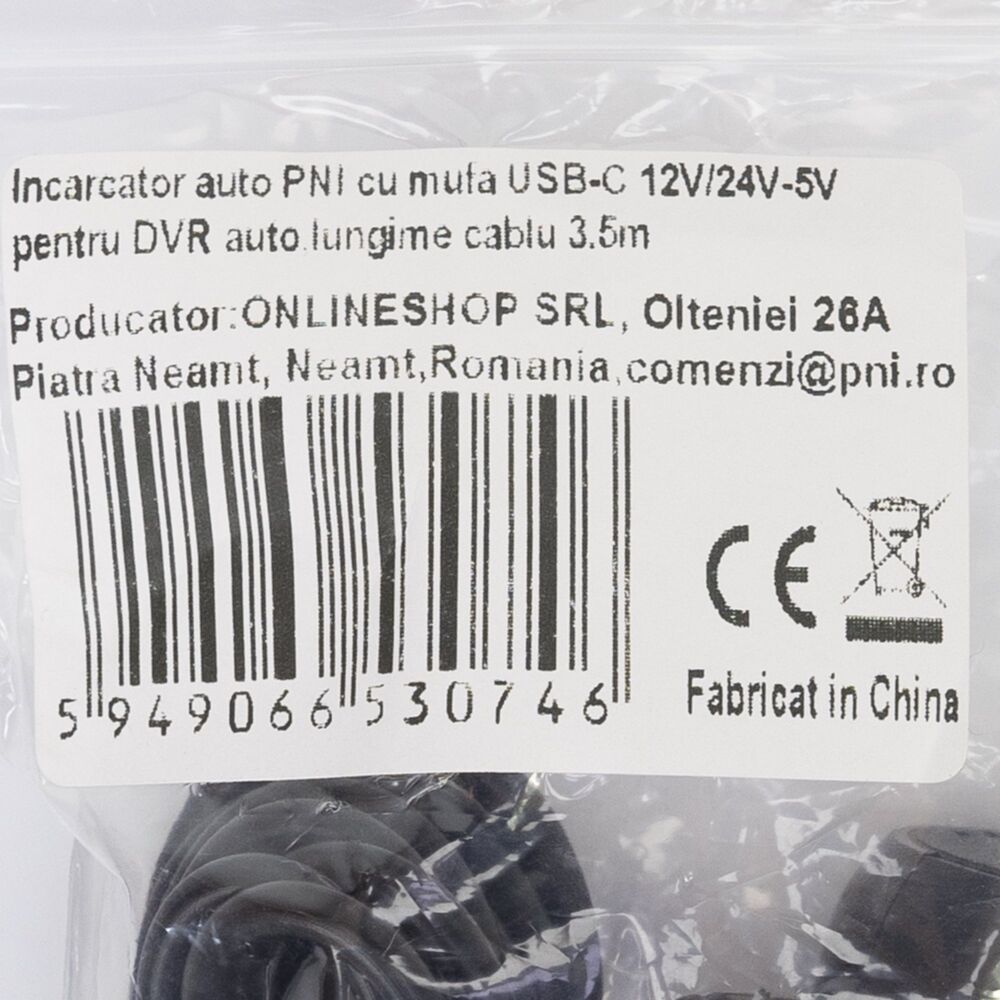 Incarcator auto PNI cu mufa USB-C 12V/24V-5V
pentru DVR auto.lungime cablu 3.5m
Producator:ONLINESHOP SRL, Olteniei 26A
Piatra Neamt, Neamt,Romania,comenzi@pni.ro
CE
5 949066 530746
Fabricat in China